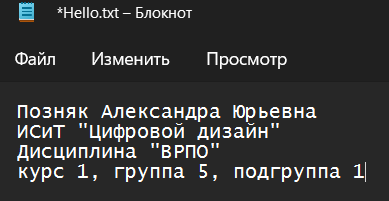 *Hello.txt – Блокнот
Файл Изменить Просмотр
Позняк Александра Юрьевна
ИСиТ "Цифровой дизайн"
Дисциплина "ВРПО"
курс 1, группа 5, подгруппа 1